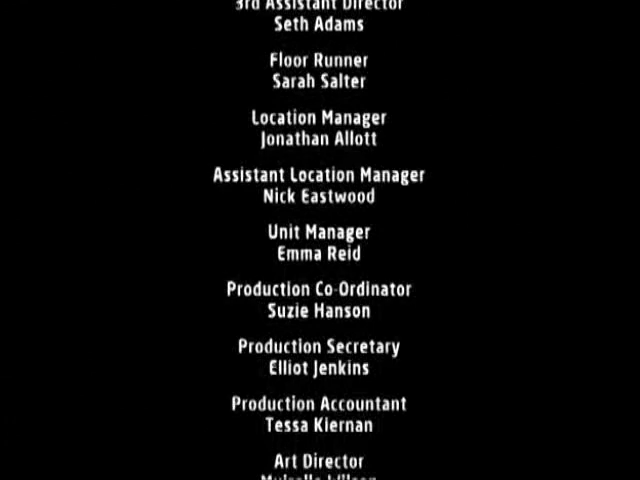 3rd Assistant Director
Seth Adams
Floor Runner
Sarah Salter
Location Manager
Jonathan Allott
Assistant Location Manager
Nick Eastwood
Unit Manager
Emma Reid
Production Co-Ordinator
Suzie Hanson
Production Secretary
Elliot Jenkins
Production Accountant
Tessa Kiernan
Art Director